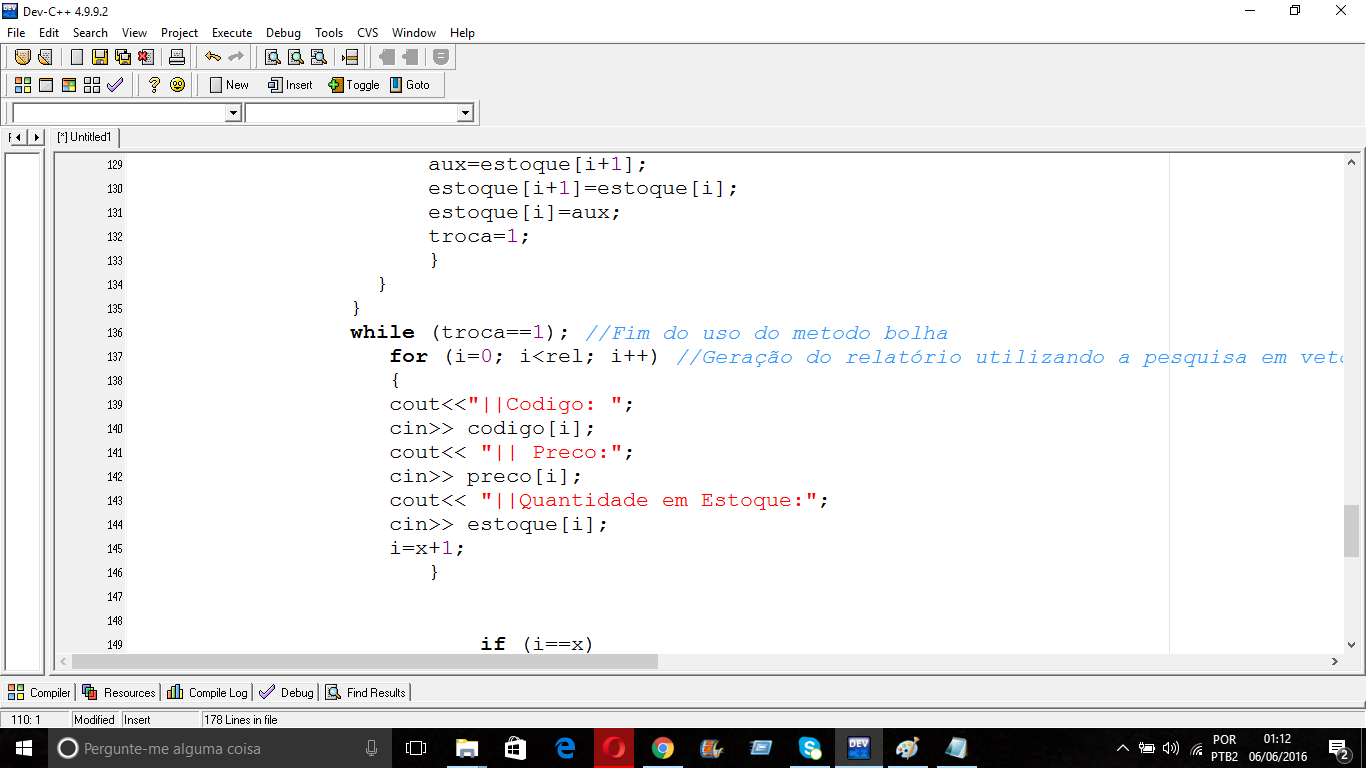 Dev-C++ 4.9.9.2
File Edit Search View Project Execute Debug Tools CVS Window Help
New Insert Toggle Goto
[*] Untitled1
129 aux=estoque[i+1];
130 estoque[i+1]=estoque[i];
131 estoque[i]=aux;
132 troca=1;
133 }
134 }
135 }
136 while (troca==1); //Fim do uso do metodo bolha
137 for (i=0; i<rel; i++) //Geração do relatório utilizando a pesquisa em
138 {
139 cout<<"||Codigo: ";
140 cin>> codigo[i];
141 cout<< "|| Preco:";
142 cin>> preco[i];
143 cout<< "||Quantidade em Estoque:";
144 cin>> estoque[i];
145 i=x+1;
146 }
147
148
149 if (i==x)
Compiler Resources Compile Log Debug Find Results
110: 1 Modified Insert 178 Lines in file
Pergunte-me alguma coisa
DEV
POR 01:12
PTB2 06/06/2016
2